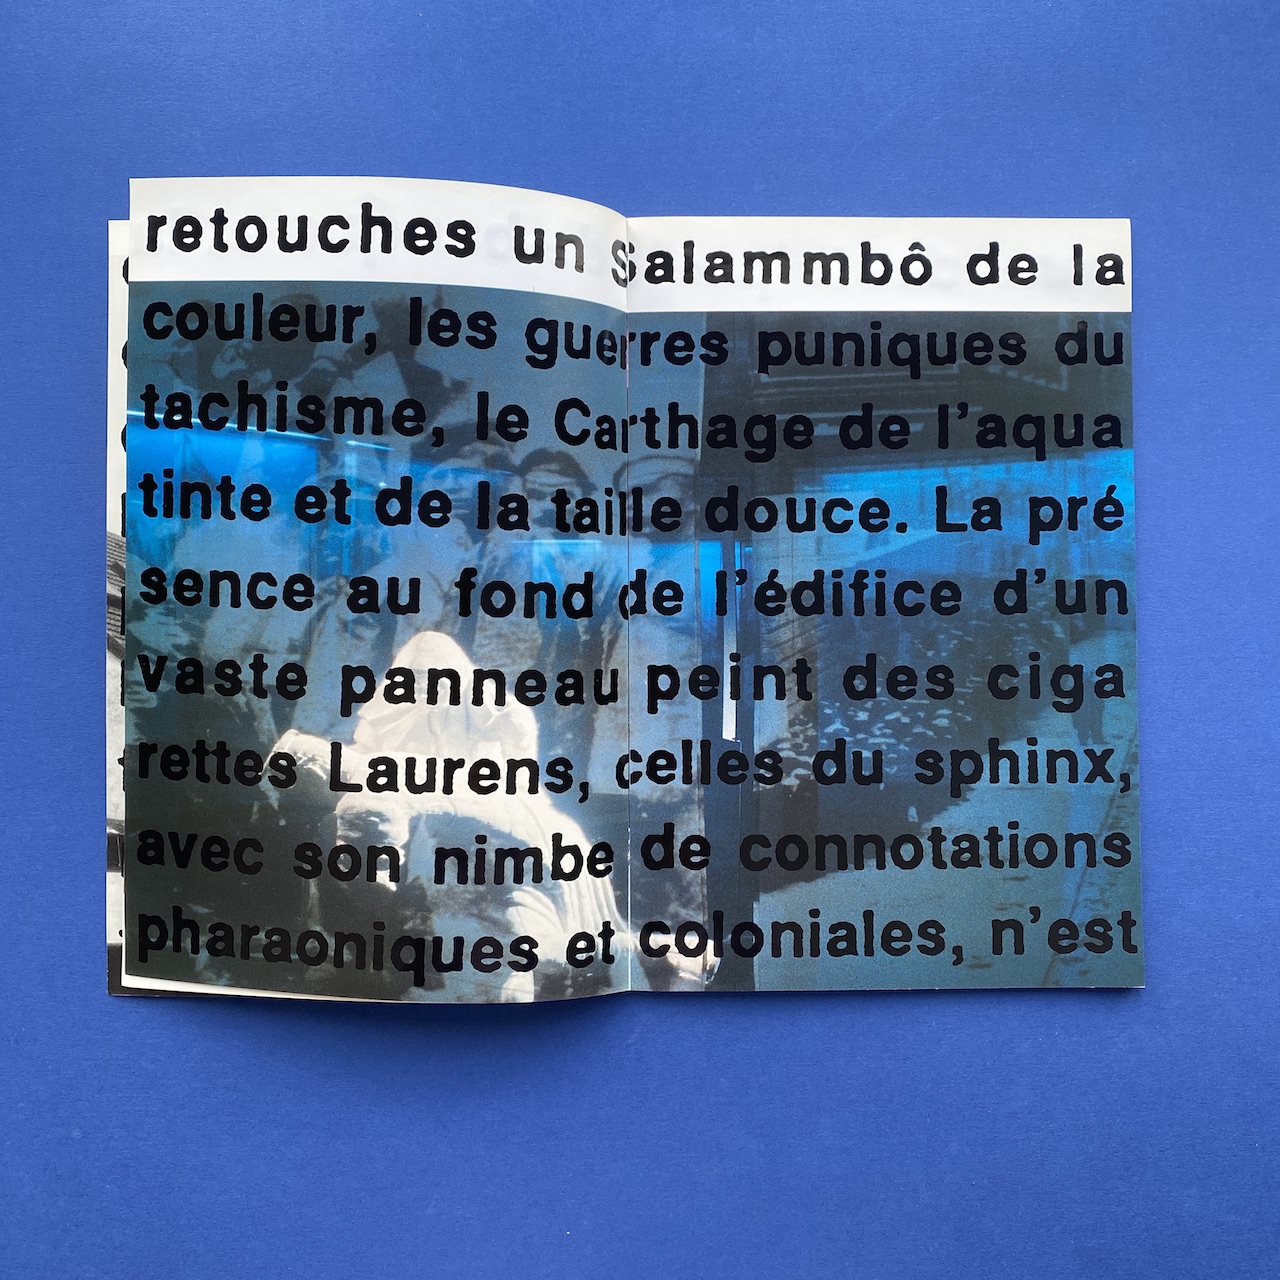 retouches un Salammbô de la
couleur, les guerres puniques du
tachisme, le Carthage de l'aqua
tinte et de la taille douce. La pré
sence au fond de l'édifice d'un
vaste panneau peint des ciga
rettes Laurens, celles du sphinx,
avec son nimbe de connotations
pharaoniques et coloniales, n'est